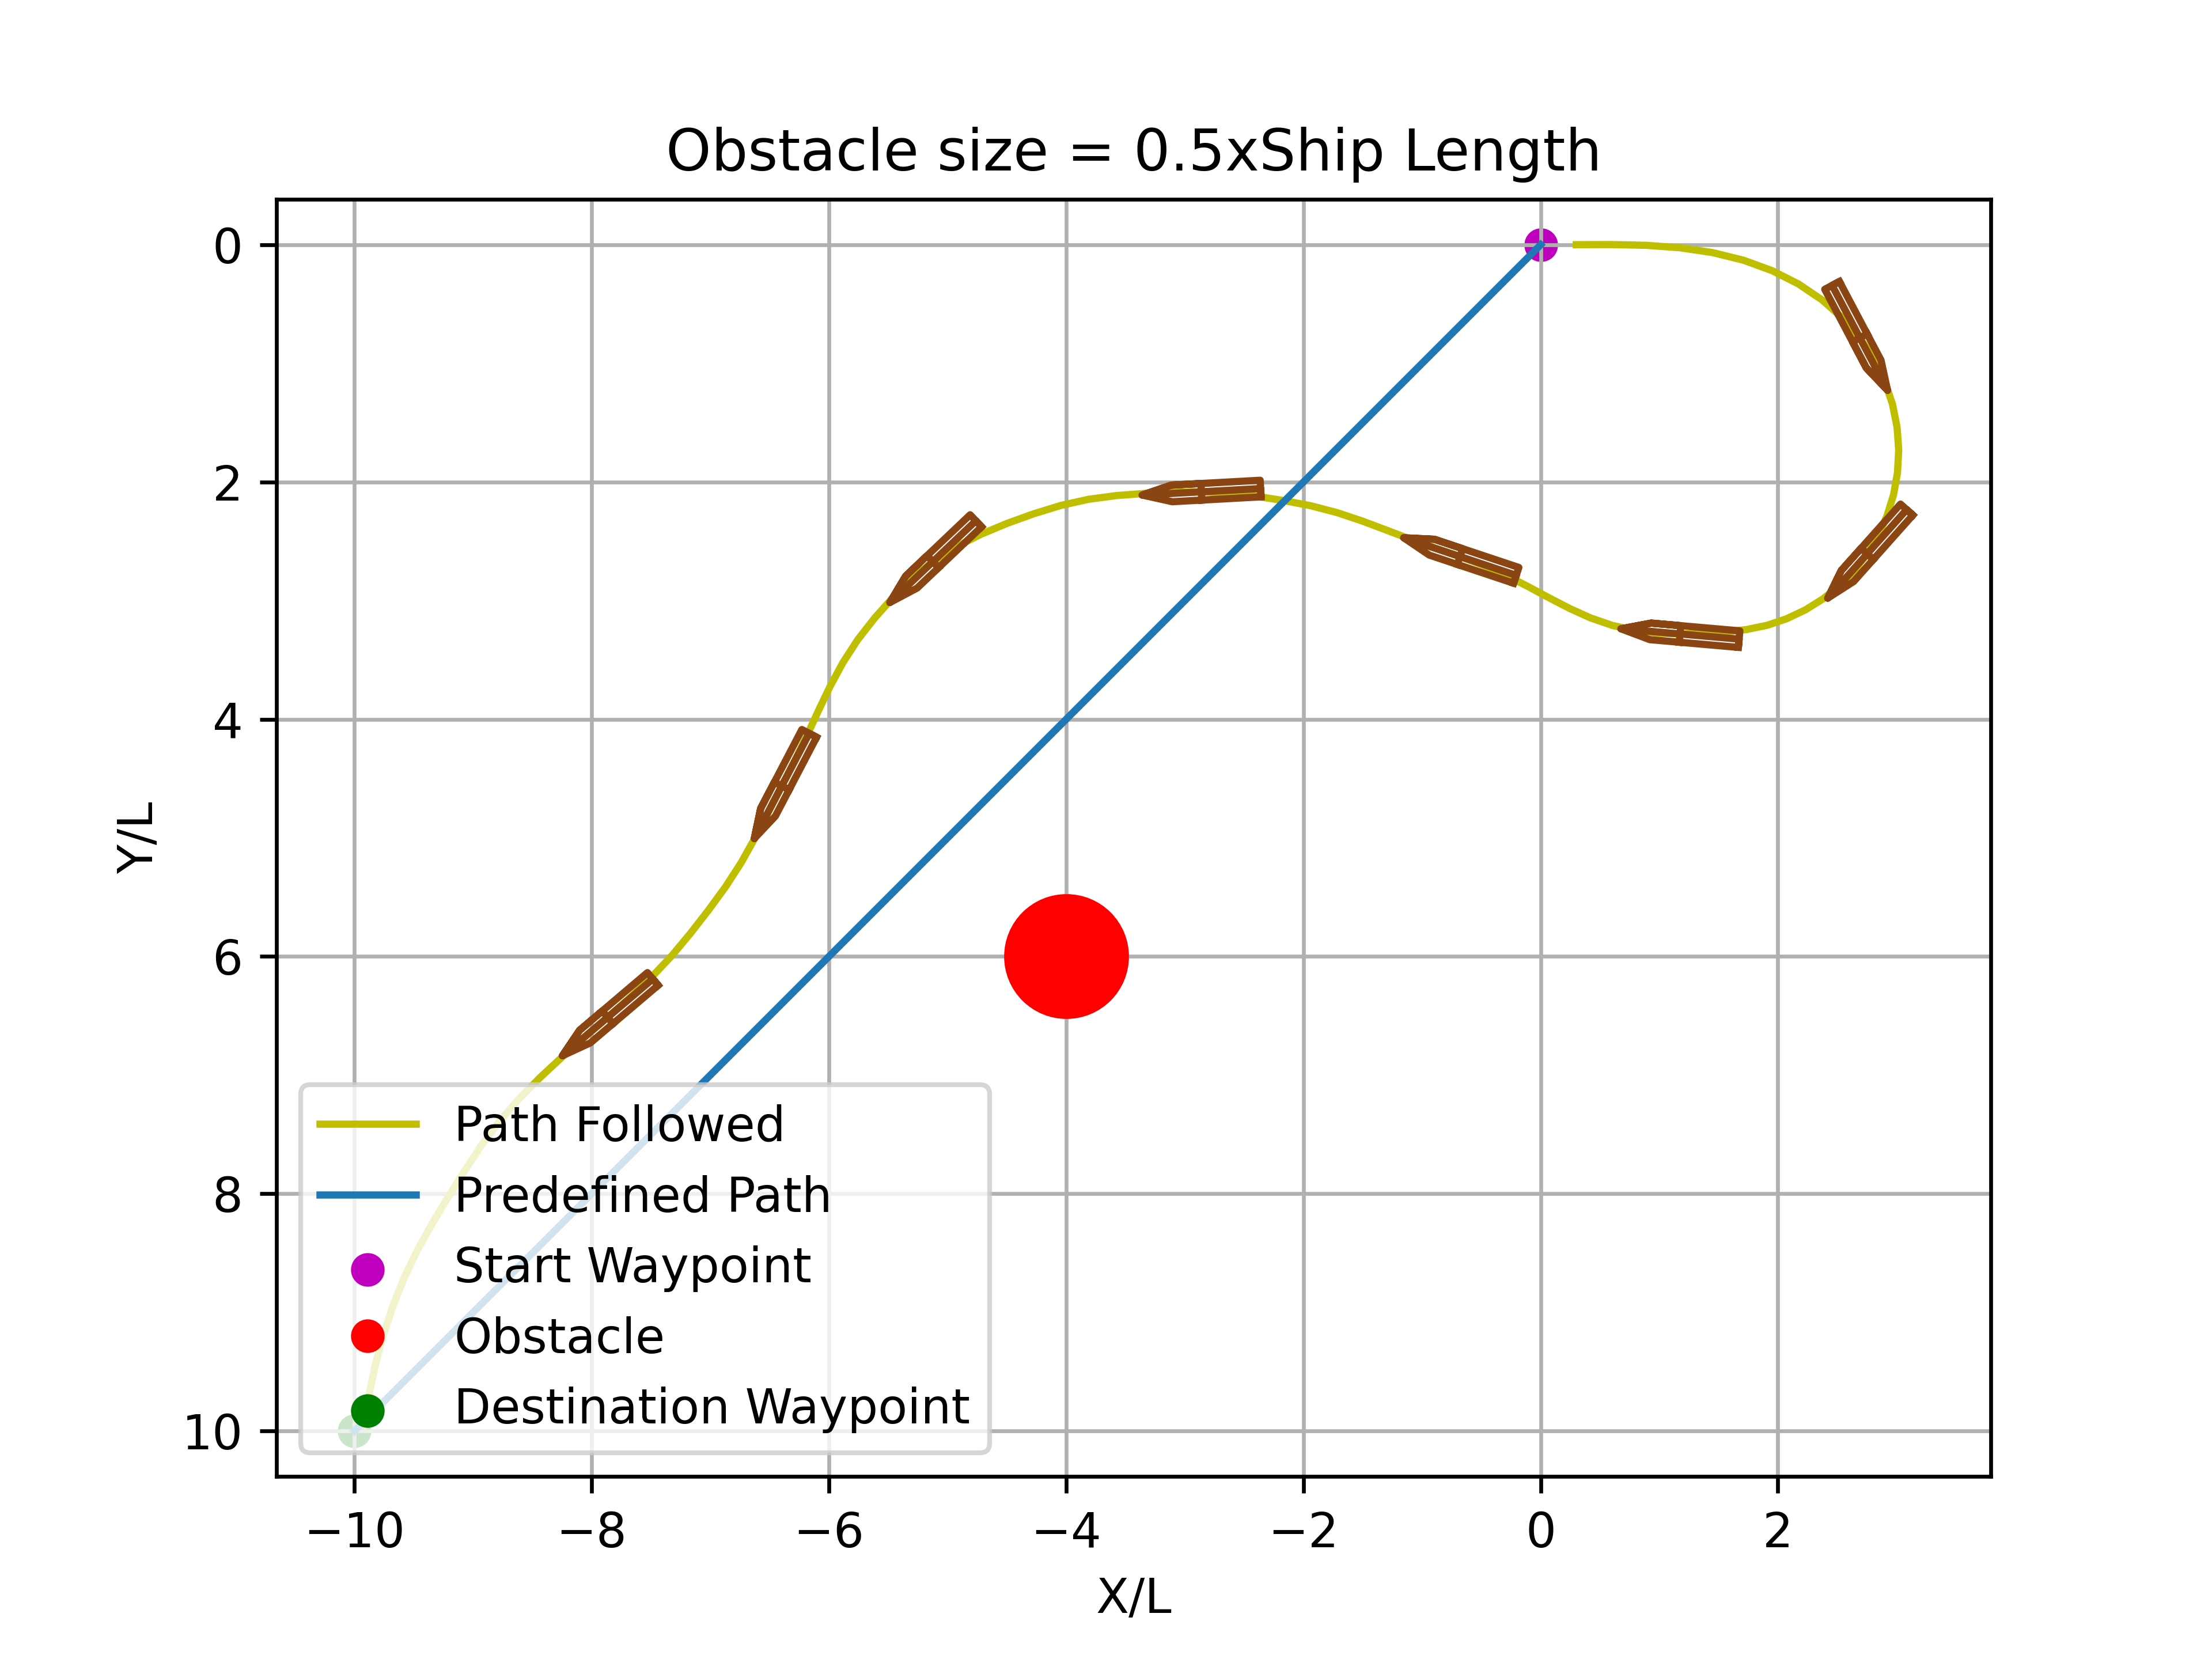 Obstacle size = 0.5xShip Length
0
2
4
6
8
10
Y/L
Path Followed
Predefined Path
Start Waypoint
Obstacle
Destination Waypoint
−10 −8 −6 −4 −2 0 2
X/L